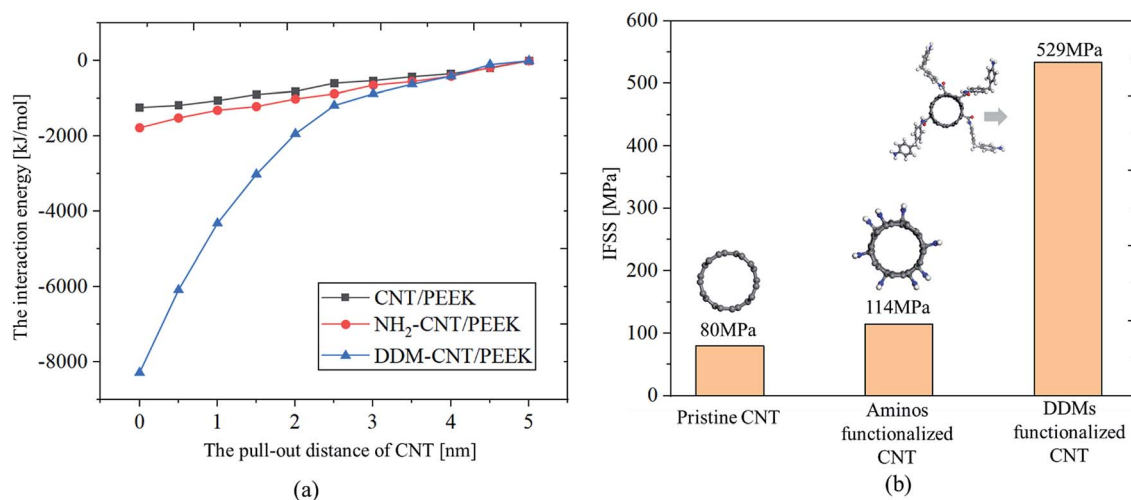 The interaction energy [kJ/mol]
0
-2000
-4000
-6000
-8000
CNT/PEEK
NH₂-CNT/PEEK
DDM-CNT/PEEK
0 1 2 3 4 5
The pull-out distance of CNT [nm]
(a)
IFSS [MPa]
600
500
400
300
200
100
0
529MPa
114MPa
80MPa
Pristine CNT
Aminos
functionalized
CNT
DDMs
functionalized
CNT
(b)